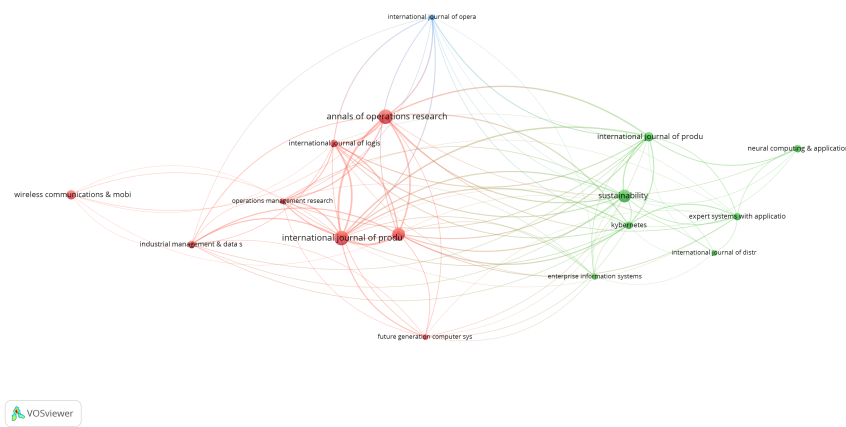 international journal of opera
annals of operations research
international journal of produ
international journal of logis
neural computing & application
wireless communications & mobi
sustainability
operations management research
expert systems with applicatio
kybernetes
international journal of produ
industrial management & data s
international journal of distr
enterprise information systems
future generation computer sys
VOSviewer